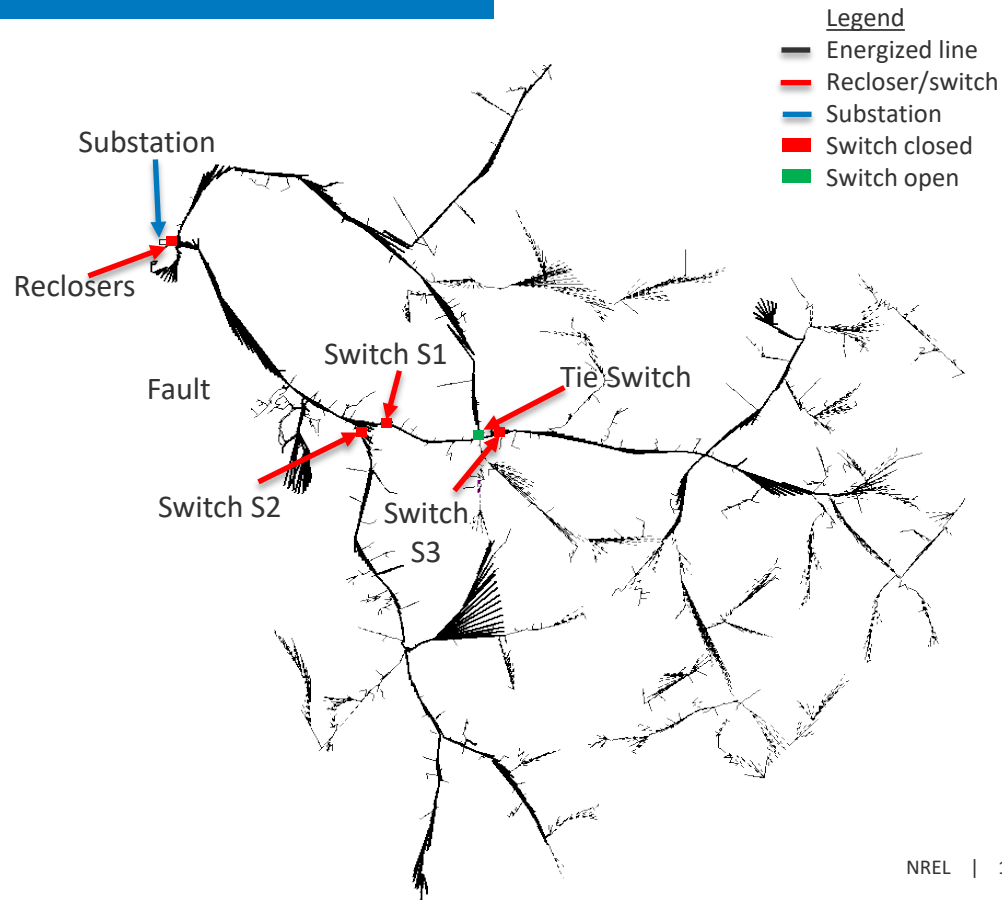 Legend
Energized line
Recloser/switch
Substation
Switch closed
Switch open
Substation
Reclosers
Switch S1
Tie Switch
Fault
Switch S2
Switch
S3
NREL | 1